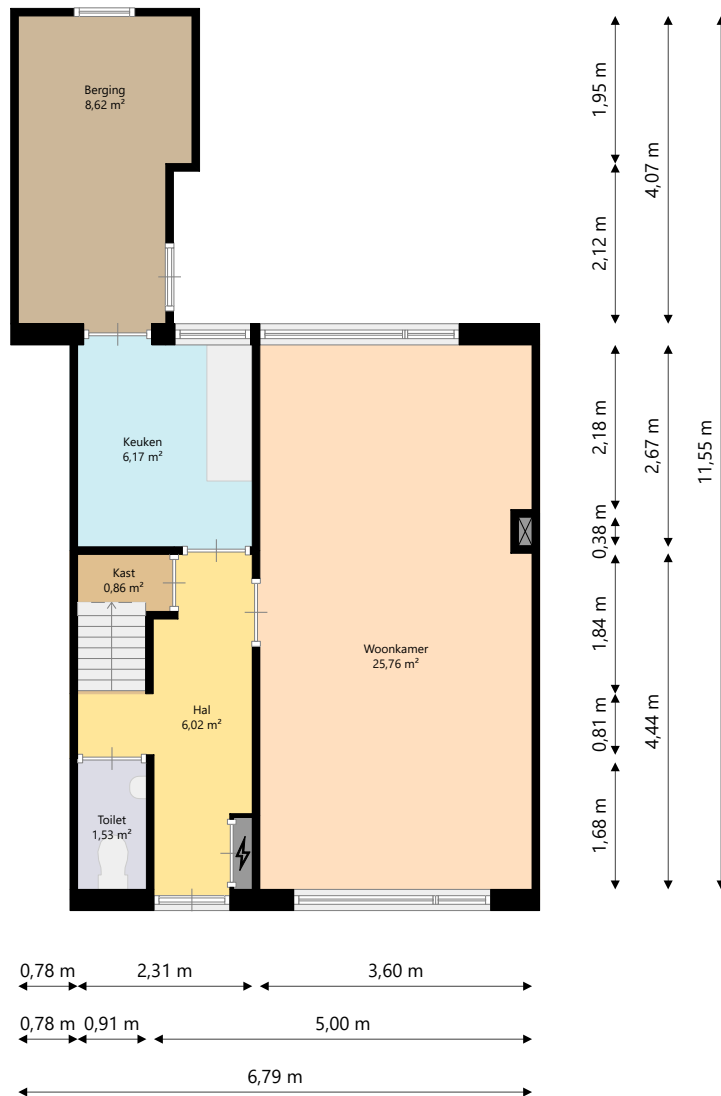 Berging
8,62 m²
1,95 m
4,07 m
2,12 m
11,55 m
Keuken
6,17 m²
2,18 m
2,67 m
0,38 m
Kast
0,86 m²
1,84 m
Woonkamer
25,76 m²
Hal
6,02 m²
0,81 m
4,44 m
Toilet
1,53 m²
1,68 m
0,78 m 2,31 m 3,60 m
0,78 m 0,91 m 5,00 m
6,79 m